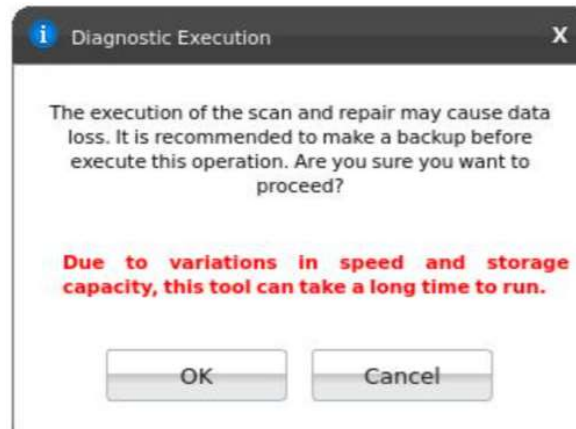 Diagnostic Execution X
The execution of the scan and repair may cause data
loss. It is recommended to make a backup before
execute this operation. Are you sure you want to
proceed?
Due to variations in speed and storage
capacity, this tool can take a long time to run.
OK Cancel